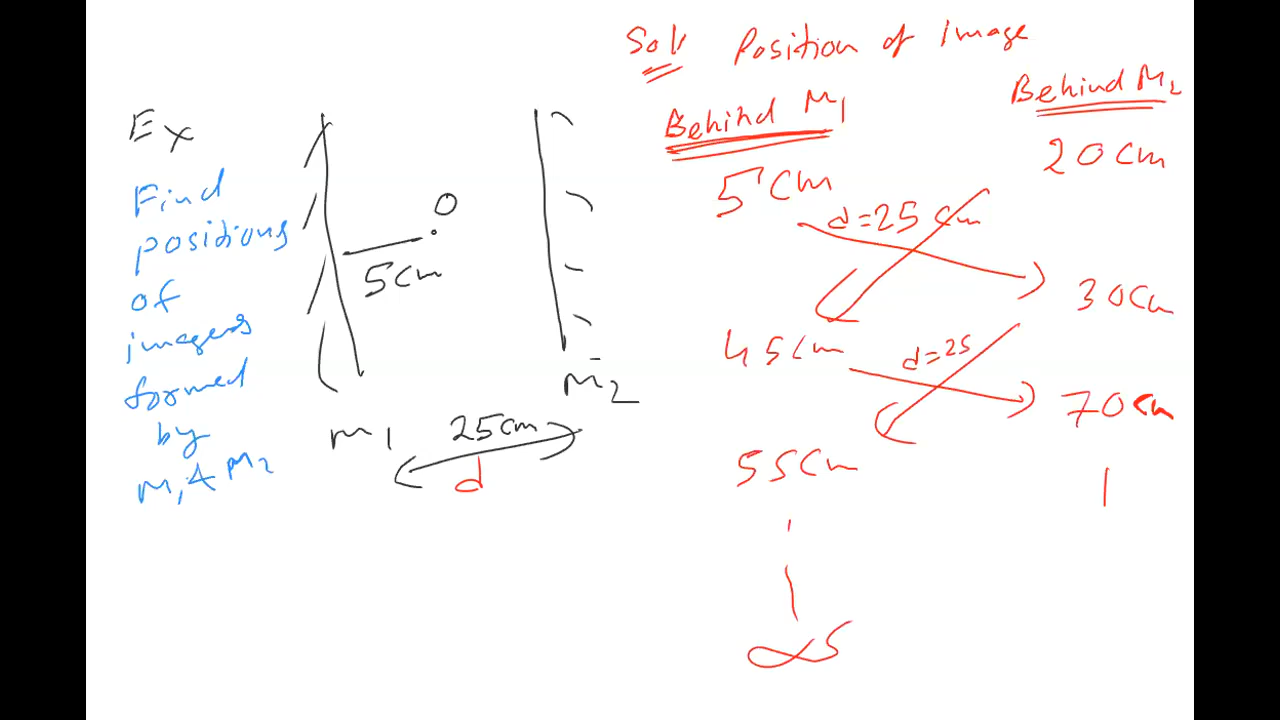 Ex
Find
positions
of
images
formed
by
M1 & M2
O
5cm
M1
M2
25cm
d
Sol. Position of Image
Behind M1
Behind M2
5cm
20cm
d=25cm
30cm
45cm
d=25
70cm
55cm